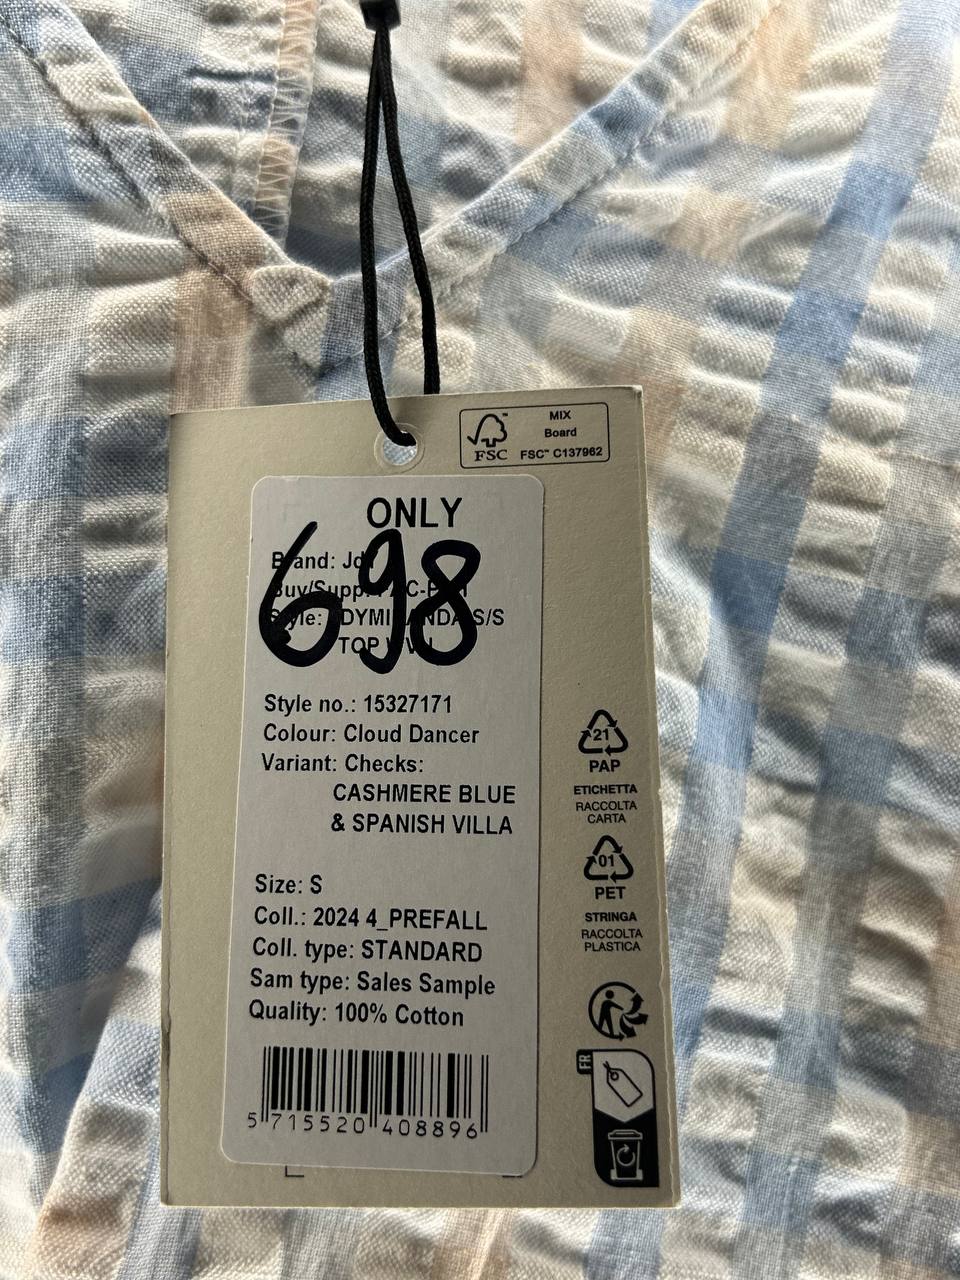 MIX
Board
FSC™ C137962
FSC
ONLY
698
Brand:
Style: S/S
TOP
Style no.: 15327171
Colour: Cloud Dancer
Variant: Checks:
CASHMERE BLUE
& SPANISH VILLA
Size: S
Coll.: 2024 4_PREFALL
Coll. type: STANDARD
Sam type: Sales Sample
Quality: 100% Cotton
5 715520 408896
21
PAP
ETICHETTA
RACCOLTA
CARTA
01
PET
STRINGA
RACCOLTA
PLASTICA
FR